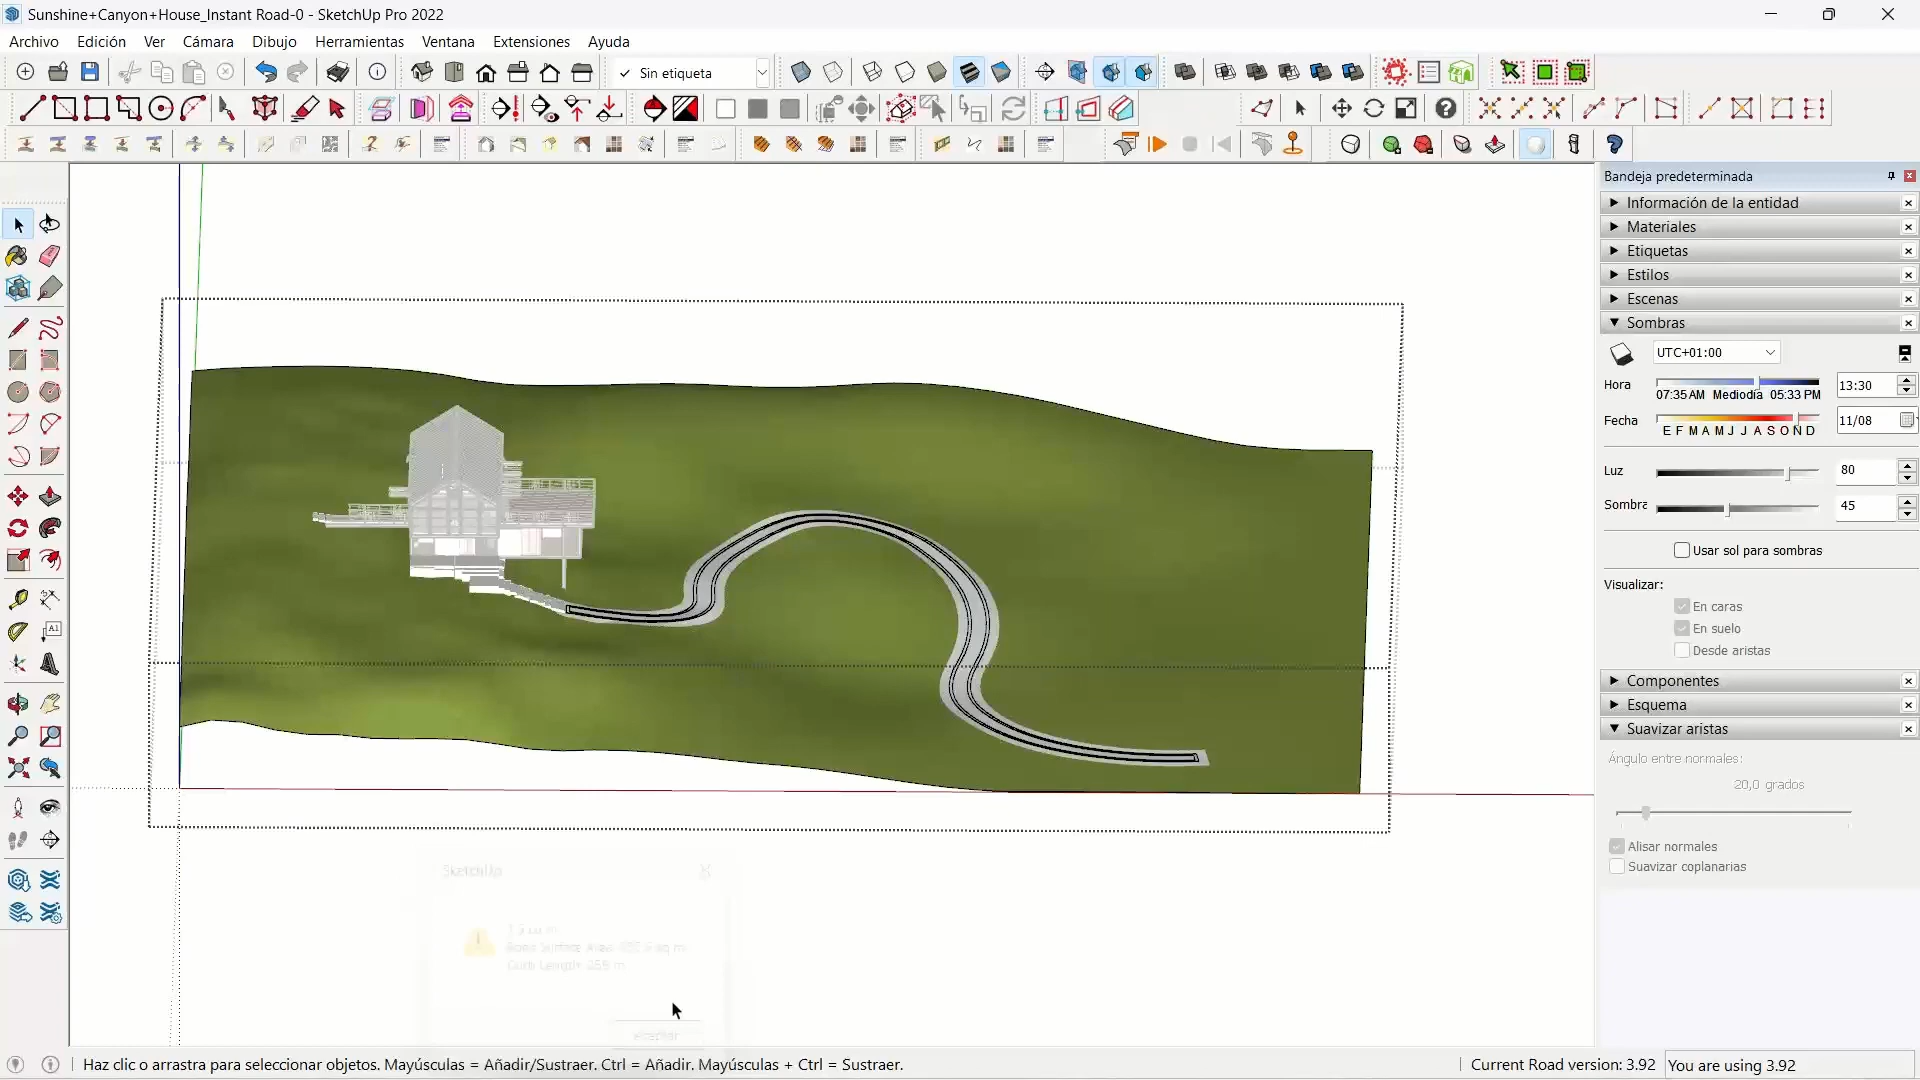 Sunshine+Canyon+House_Instant Road-0 - SketchUp Pro 2022
Archivo Edición Ver Cámara Dibujo Herramientas Ventana Extensiones Ayuda
Sin etiqueta
Bandeja predeterminada
Información de la entidad
Materiales
Etiquetas
Estilos
Escenas
Sombras
UTC+01:00
Hora 13:30
07:35 AM Mediodía 05:33 PM
Fecha 11/08
E F M A M J J A S O N D
Luz 80
Sombra 45
Usar sol para sombras
Visualizar:
En caras
En suelo
Desde aristas
Componentes
Esquema
Suavizar aristas
Ángulo entre normales:
20,0 grados
Alisar normales
Suavizar coplanarias
SketchUp
Curb Length: 259 m
Aceptar
Haz clic o arrastra para seleccionar objetos. Mayúsculas = Añadir/Sustraer. Ctrl = Añadir. Mayúsculas + Ctrl = Sustraer.
Current Road version: 3.92 You are using 3.92